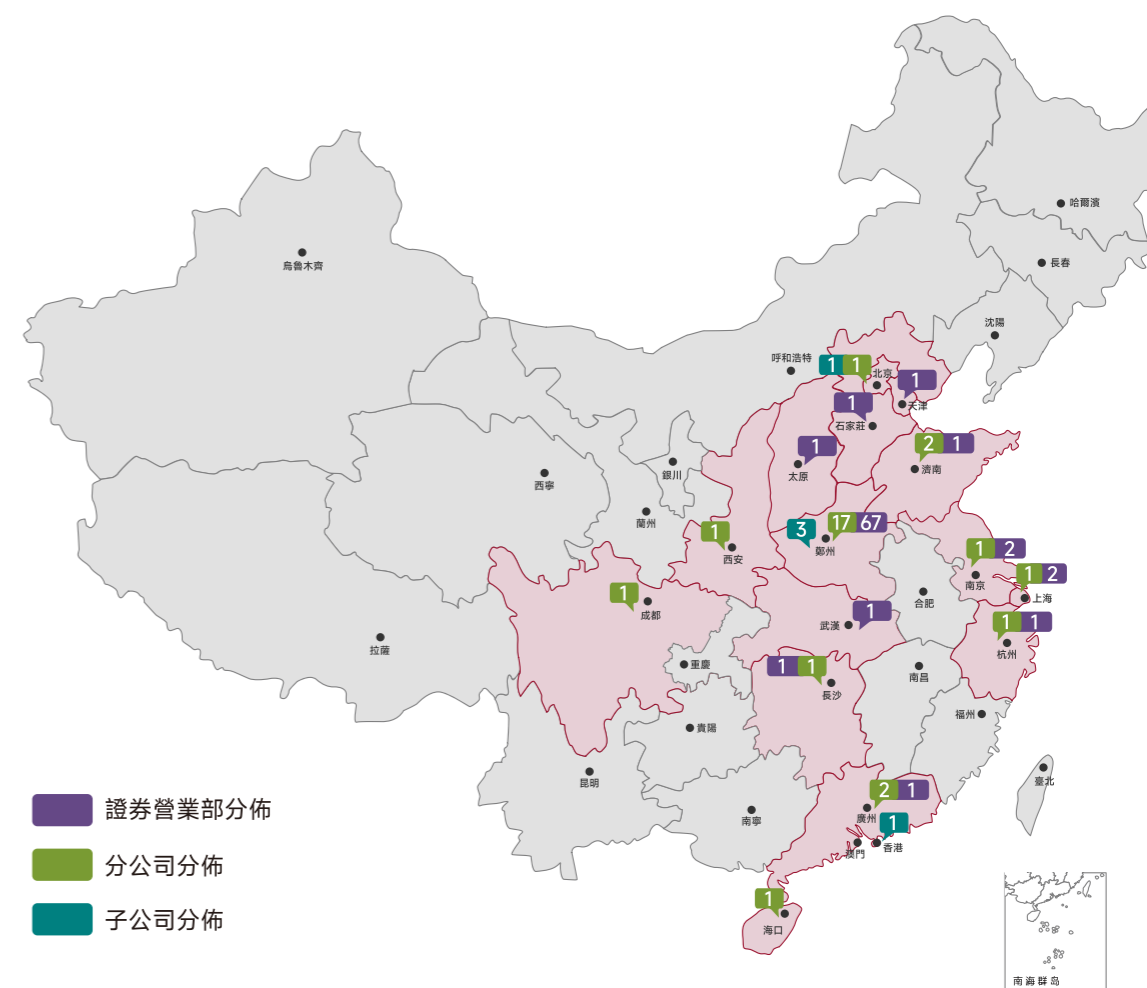 哈爾濱
長春
烏魯木齊
沈陽
呼和浩特
1 1
北京
1
天津
1
石家莊
2 1
濟南
1
太原
銀川
西寧
蘭州
3
17 67
鄭州
1
西安
1 2
南京
1 2
上海
1
成都
合肥
1
武漢
1 1
杭州
拉薩
重慶
1 1
長沙
南昌
福州
貴陽
昆明
臺北
2 1
廣州
南寧
1
香港
澳門
1
海口
證券營業部分佈
分公司分佈
子公司分佈
南海群岛